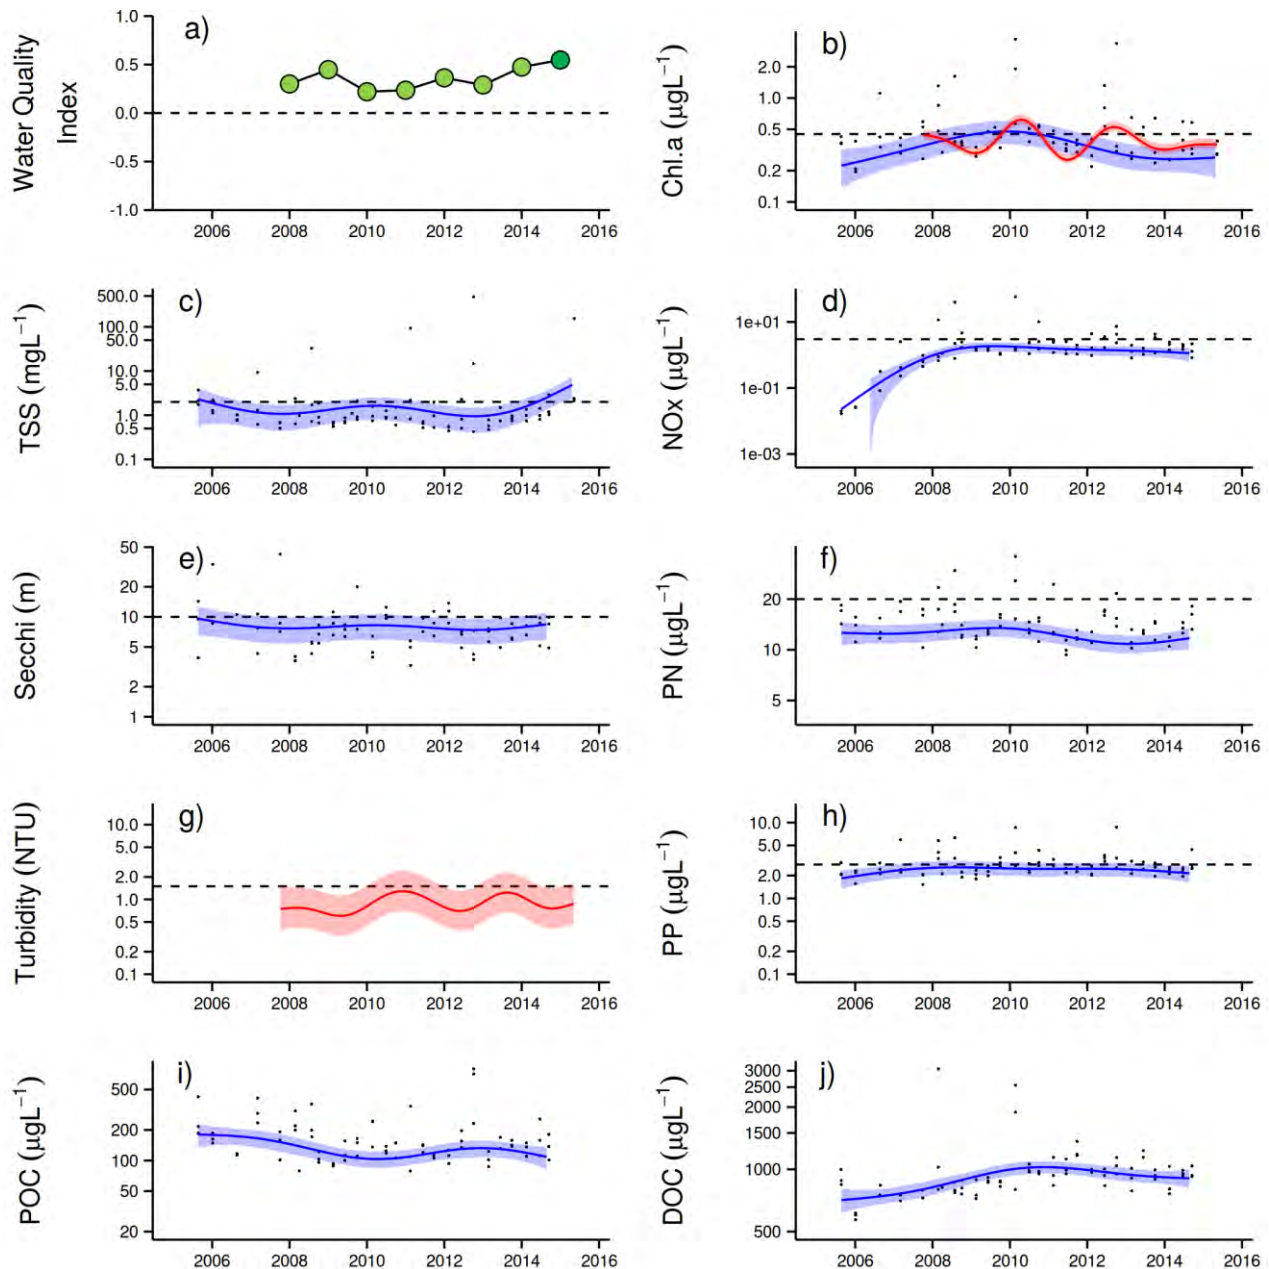 a)
Water Quality
Index
1.0
0.5
0.0
-0.5
-1.0
2006 2008 2010 2012 2014 2016
b)
Chl.a (µgL⁻¹)
2.0
1.0
0.5
0.2
0.1
2006 2008 2010 2012 2014 2016
c)
TSS (mgL⁻¹)
500.0
100.0
50.0
10.0
5.0
1.0
0.5
0.1
2006 2008 2010 2012 2014 2016
d)
NOx (µgL⁻¹)
1e+01
1e-01
1e-03
2006 2008 2010 2012 2014 2016
e)
Secchi (m)
50
20
10
5
2
1
2006 2008 2010 2012 2014 2016
f)
PN (µgL⁻¹)
20
10
5
2006 2008 2010 2012 2014 2016
g)
Turbidity (NTU)
10.0
5.0
2.0
1.0
0.5
0.2
0.1
2006 2008 2010 2012 2014 2016
h)
PP (µgL⁻¹)
10.0
5.0
2.0
1.0
0.5
0.2
0.1
2006 2008 2010 2012 2014 2016
i)
POC (µgL⁻¹)
500
200
100
50
20
2006 2008 2010 2012 2014 2016
j)
DOC (µgL⁻¹)
3000
2500
2000
1500
1000
500
2006 2008 2010 2012 2014 2016